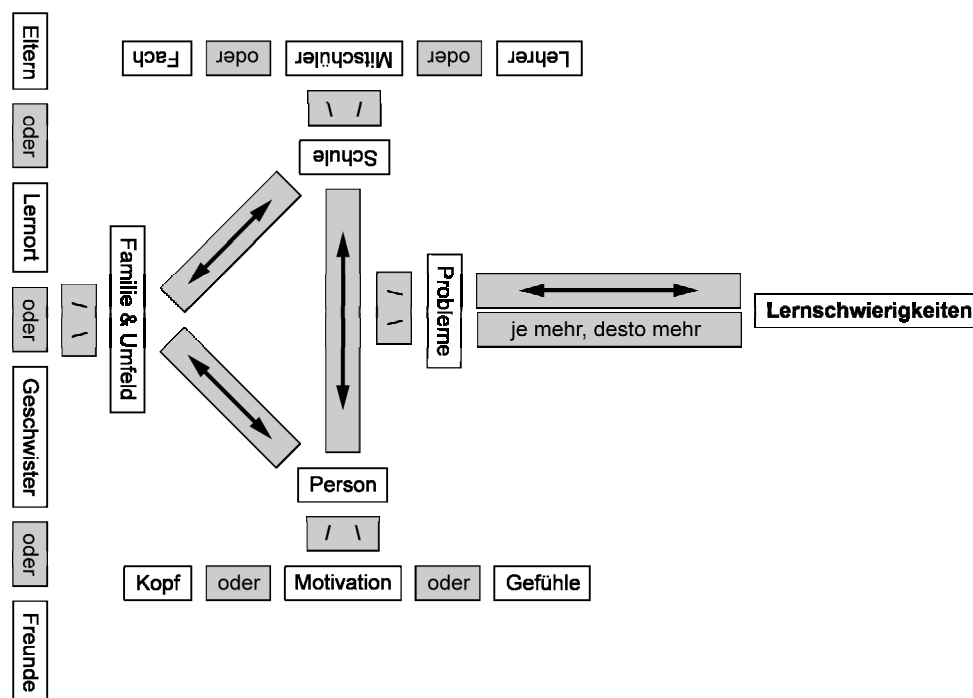 Eltern
oder
Lernort
oder
Geschwister
oder
Freunde
Familie & Umfeld
Fach oder Mitschüler oder Lehrer
Schule
Probleme
je mehr, desto mehr
Lernschwierigkeiten
Person
Kopf oder Motivation oder Gefühle